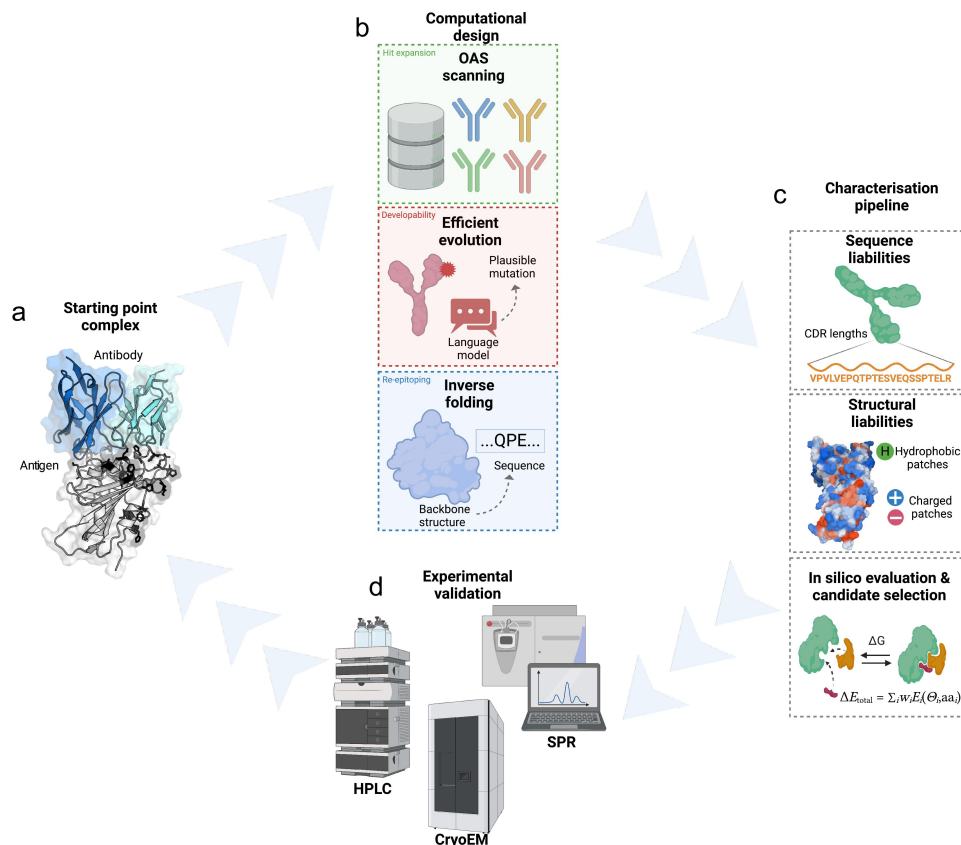 a
Starting point
complex
Antibody
Antigen
b
Computational
design
Hit expansion
OAS
scanning
Developability
Efficient
evolution
Plausible
mutation
Language
model
Re-epitoping
Inverse
folding
...QPE...
Sequence
Backbone
structure
c
Characterisation
pipeline
Sequence
liabilities
CDR lengths
VPVLVEPQTPTESVEQSSPTELR
Structural
liabilities
H Hydrophobic
patches
+ Charged
− patches
In silico evaluation &
candidate selection
ΔG
ΔE_total = Σ_i w_i E_i(Θ_i, aa_i)
d
Experimental
validation
HPLC
CryoEM
SPR